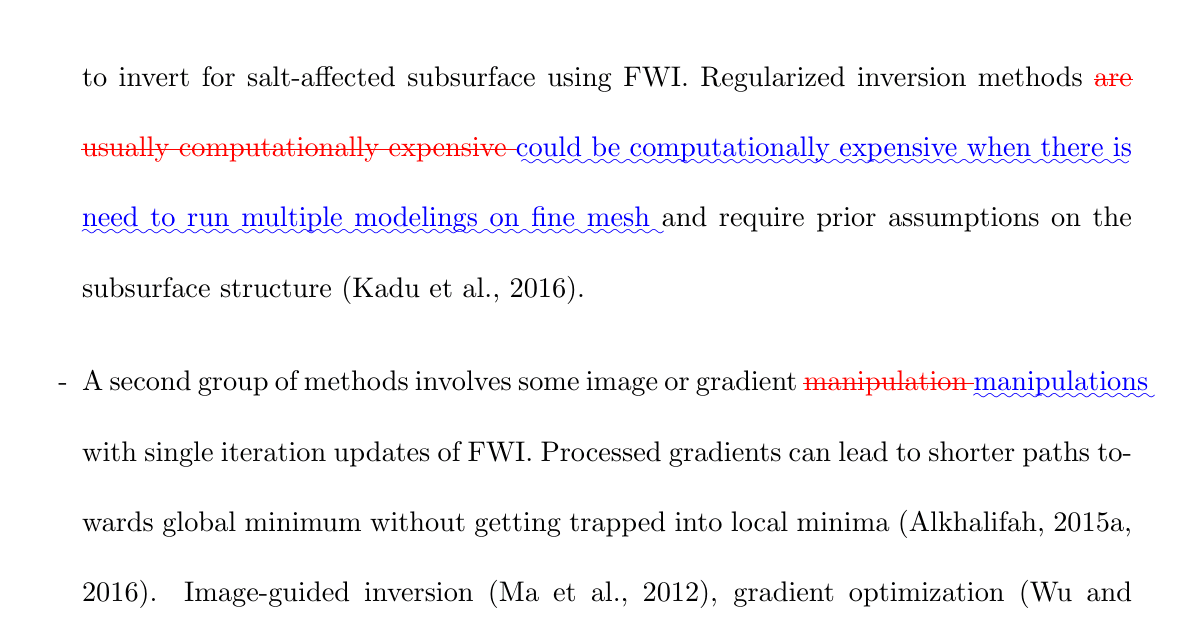 to invert for salt-affected subsurface using FWI. Regularized inversion methods are
usually computationally expensive could be computationally expensive when there is
need to run multiple modelings on fine mesh and require prior assumptions on the
subsurface structure (Kadu et al., 2016).
- A second group of methods involves some image or gradient manipulation manipulations
with single iteration updates of FWI. Processed gradients can lead to shorter paths to-
wards global minimum without getting trapped into local minima (Alkhalifah, 2015a,
2016). Image-guided inversion (Ma et al., 2012), gradient optimization (Wu and